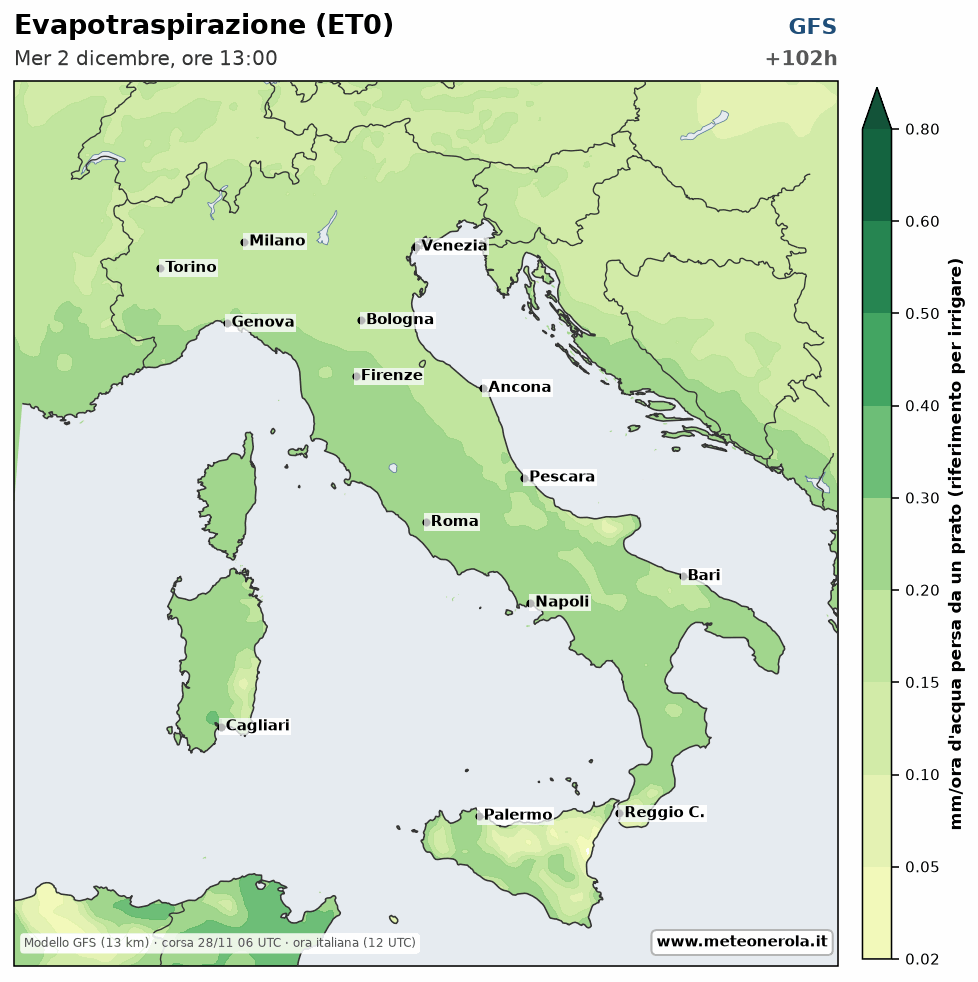 Evapotraspirazione (ET0)
GFS
Mer 2 dicembre, ore 13:00
+102h
Milano
Venezia
Torino
Genova
Bologna
Firenze
Ancona
Pescara
Roma
Bari
Napoli
Cagliari
Palermo
Reggio C.
0.80
0.60
0.50
0.40
0.30
0.20
0.15
0.10
0.05
0.02
mm/ora d'acqua persa da un prato (riferimento per irrigare)
Modello GFS (13 km) · corsa 28/11 06 UTC · ora italiana (12 UTC)
www.meteonerola.it